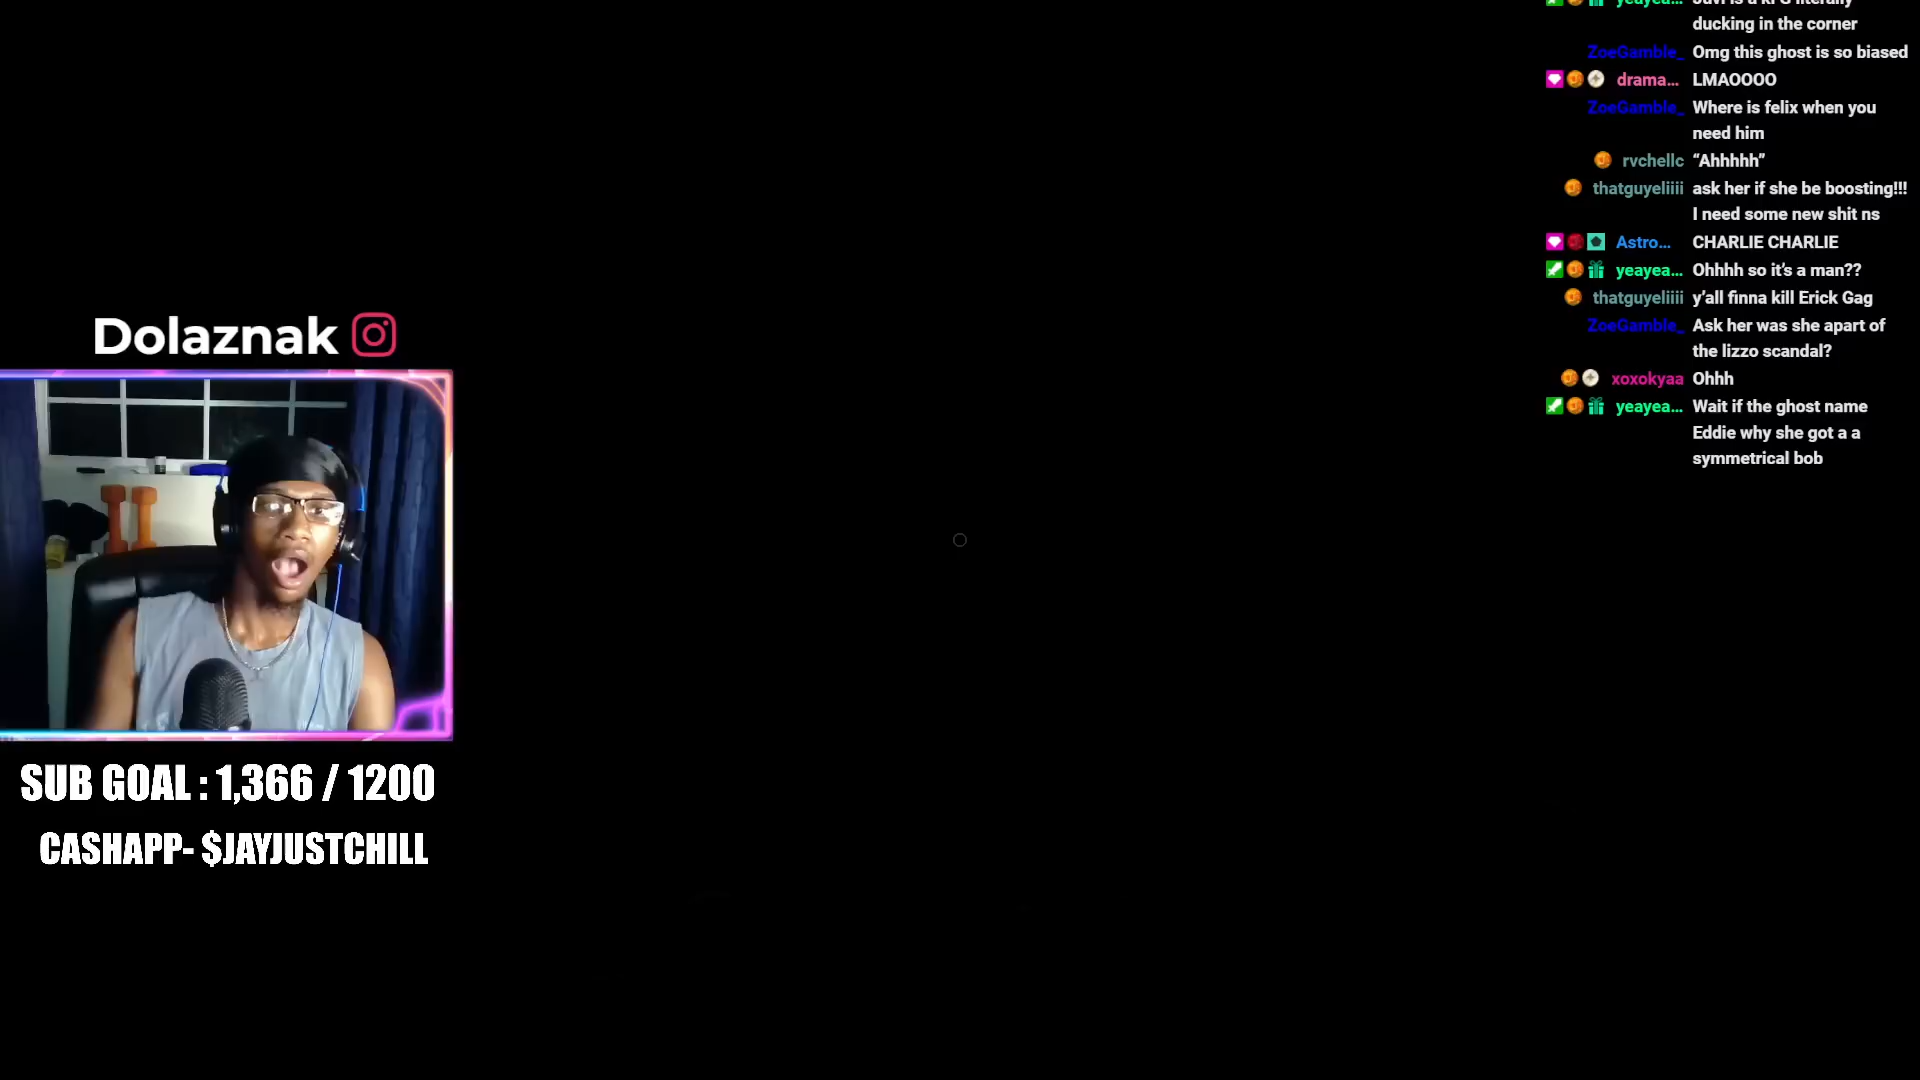 ducking in the corner
ZoeGamble_ Omg this ghost is so biased
drama... LMAOOOO
ZoeGamble_ Where is felix when you
need him
rvchellc “Ahhhhh”
thatguyeliiii ask her if she be boosting!!!
I need some new shit ns
Astro... CHARLIE CHARLIE
yeayea... Ohhhh so it’s a man??
thatguyeliiii y’all finna kill Erick Gag
ZoeGamble_ Ask her was she apart of
the lizzo scandal?
xoxokyaa Ohhh
yeayea... Wait if the ghost name
Eddie why she got a a
symmetrical bob
Dolaznak
SUB GOAL : 1,366 / 1200
CASHAPP- $JAYJUSTCHILL